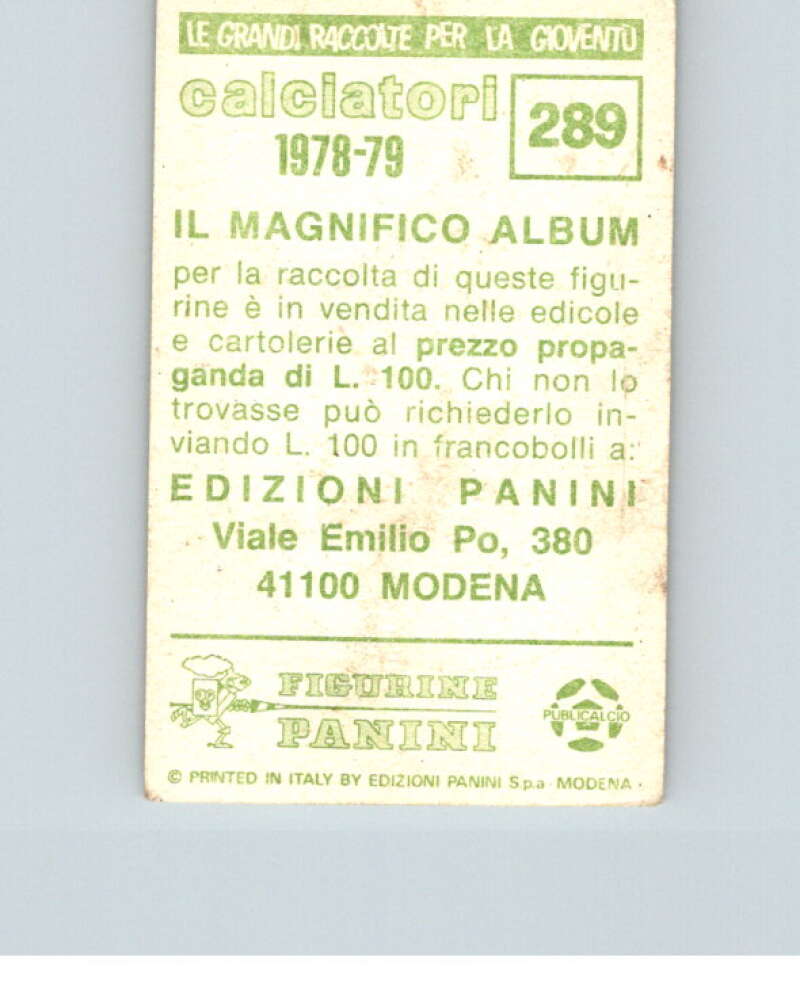 LE GRANDI RACCOLTE PER LA GIOVENTÙ
calciatori
1978-79
289
IL MAGNIFICO ALBUM
per la raccolta di queste figu-
rine è in vendita nelle edicole
e cartolerie al prezzo propa-
ganda di L. 100. Chi non lo
trovasse può richiederlo in-
viando L. 100 in francobolli a:
EDIZIONI PANINI
Viale Emilio Po, 380
41100 MODENA
FIGURINE
PANINI
PUBLICALCIO
© PRINTED IN ITALY BY EDIZIONI PANINI S.p.a - MODENA